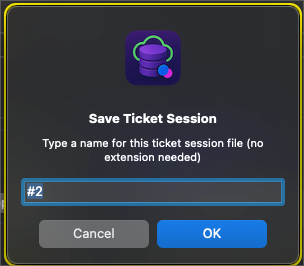 Save Ticket Session
Type a name for this ticket session file (no
extension needed)
#2
Cancel
OK